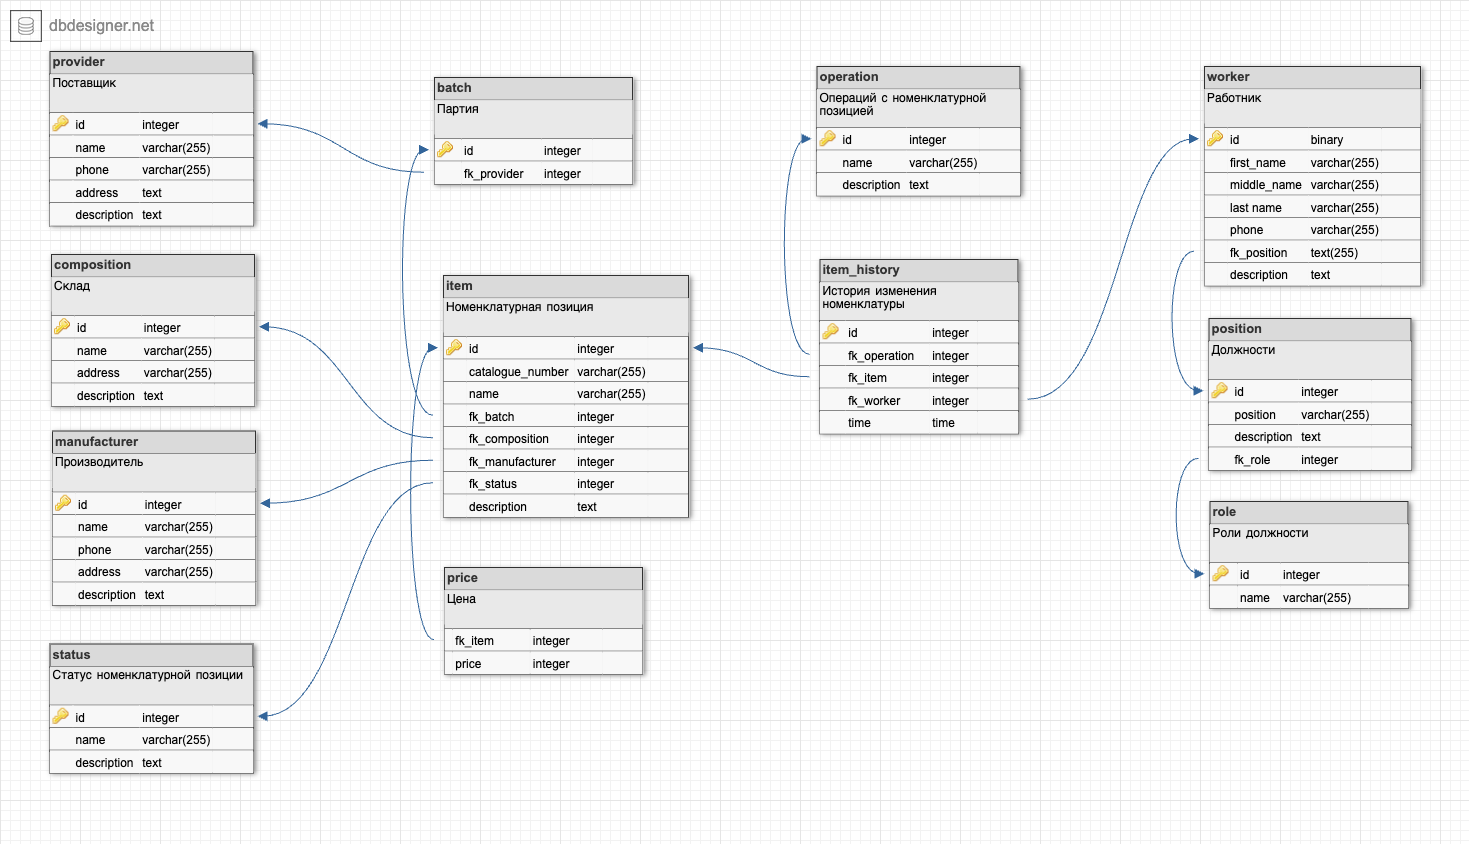 dbdesigner.net
provider
Поставщик
id integer
name varchar(255)
phone varchar(255)
address text
description text
composition
Склад
id integer
name varchar(255)
address varchar(255)
description text
manufacturer
Производитель
id integer
name varchar(255)
phone varchar(255)
address varchar(255)
description text
status
Статус номенклатурной позиции
id integer
name varchar(255)
description text
batch
Партия
id integer
fk_provider integer
item
Номенклатурная позиция
id integer
catalogue_number varchar(255)
name varchar(255)
fk_batch integer
fk_composition integer
fk_manufacturer integer
fk_status integer
description text
price
Цена
fk_item integer
price integer
operation
Операций с номенклатурной
позицией
id integer
name varchar(255)
description text
item_history
История изменения
номенклатуры
id integer
fk_operation integer
fk_item integer
fk_worker integer
time time
worker
Работник
id binary
first_name varchar(255)
middle_name varchar(255)
last name varchar(255)
phone varchar(255)
fk_position text(255)
description text
position
Должности
id integer
position varchar(255)
description text
fk_role integer
role
Роли должности
id integer
name varchar(255)